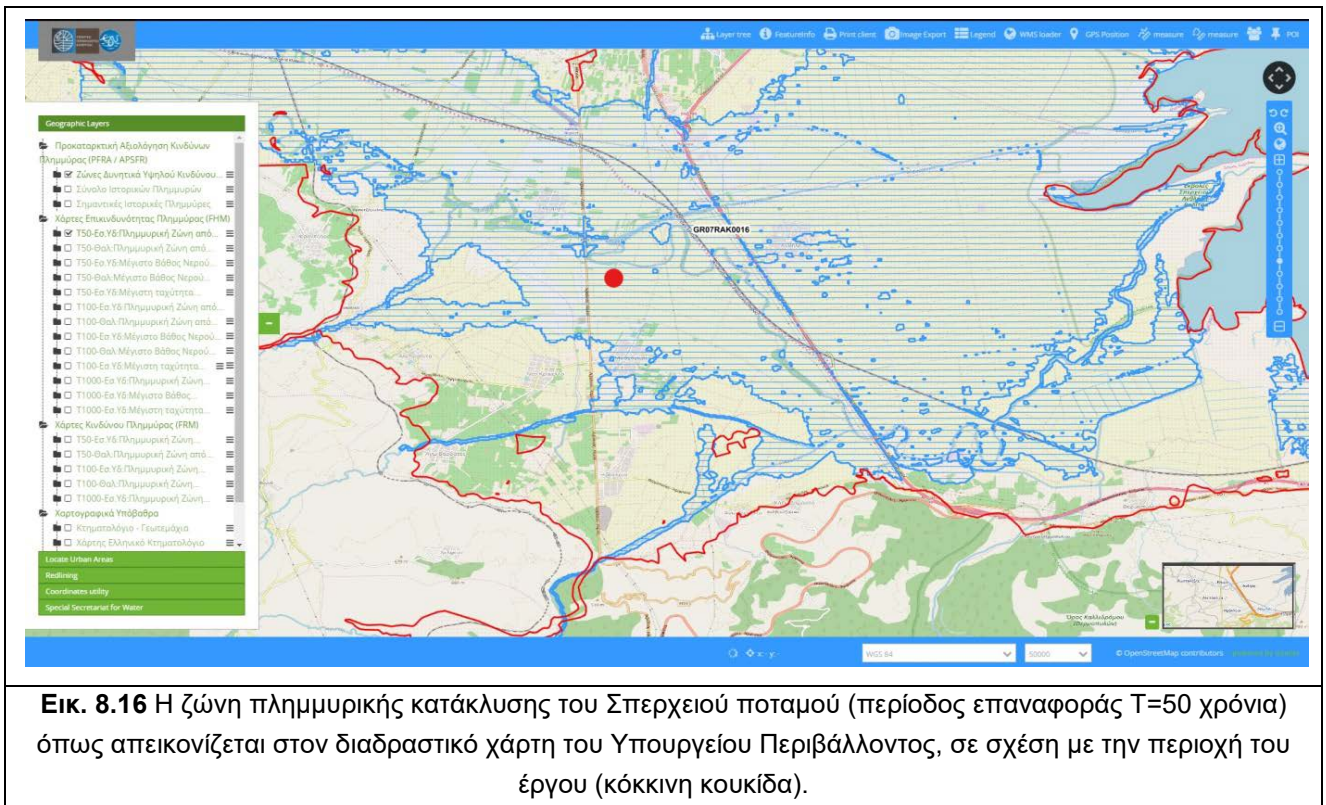 Layer tree FeatureInfo Print client Image Export Legend WMS loader GPS Position measure measure POI
Geographic Layers
Προκαταρκτική Αξιολόγηση Κινδύνων
Πλημμύρας (PFRA / APSFR)
Ζώνες Δυνητικά Υψηλού Κινδύνου...
Σύνολο Ιστορικών Πλημμυρών
Σημαντικές Ιστορικές Πλημμύρες
Χάρτες Επικινδυνότητας Πλημμύρας (FHM)
T50-Εσ.Υδ:Πλημμυρική Ζώνη από...
T50-Θαλ:Πλημμυρική Ζώνη από...
T50-Εσ.Υδ:Μέγιστο Βάθος Νερού...
T50-Θαλ:Μέγιστο Βάθος Νερού...
T50-Εσ.Υδ:Μέγιστη ταχύτητα...
T100-Εσ.Υδ:Πλημμυρική Ζώνη από...
T100-Θαλ:Πλημμυρική Ζώνη από...
T100-Εσ.Υδ:Μέγιστο Βάθος Νερού...
T100-Θαλ:Μέγιστο Βάθος Νερού...
T100-Εσ.Υδ:Μέγιστη ταχύτητα...
T1000-Εσ.Υδ:Πλημμυρική Ζώνη...
T1000-Εσ.Υδ:Μέγιστο Βάθος...
T1000-Εσ.Υδ:Μέγιστη ταχύτητα...
Χάρτες Κινδύνου Πλημμύρας (FRM)
T50-Εσ.Υδ:Πλημμυρική Ζώνη...
T50-Θαλ:Πλημμυρική Ζώνη από...
T100-Εσ.Υδ:Πλημμυρική Ζώνη...
T100-Θαλ:Πλημμυρική Ζώνη...
T1000-Εσ.Υδ:Πλημμυρική Ζώνη...
Χαρτογραφικά Υπόβαθρα
Κτηματολόγιο - Γεωτεμάχια
Χάρτης Ελληνικό Κτηματολόγιο
Locate Urban Areas
Redlining
Coordinates utility
Special Secretariat for Water
GR07RAK0016
Όρος Καλλίδρομο
x: - y: -
WGS 84
50000
© OpenStreetMap contributors
Εικ. 8.16 Η ζώνη πλημμυρικής κατάκλυσης του Σπερχειού ποταμού (περίοδος επαναφοράς Τ=50 χρόνια)
όπως απεικονίζεται στον διαδραστικό χάρτη του Υπουργείου Περιβάλλοντος, σε σχέση με την περιοχή του
έργου (κόκκινη κουκίδα).